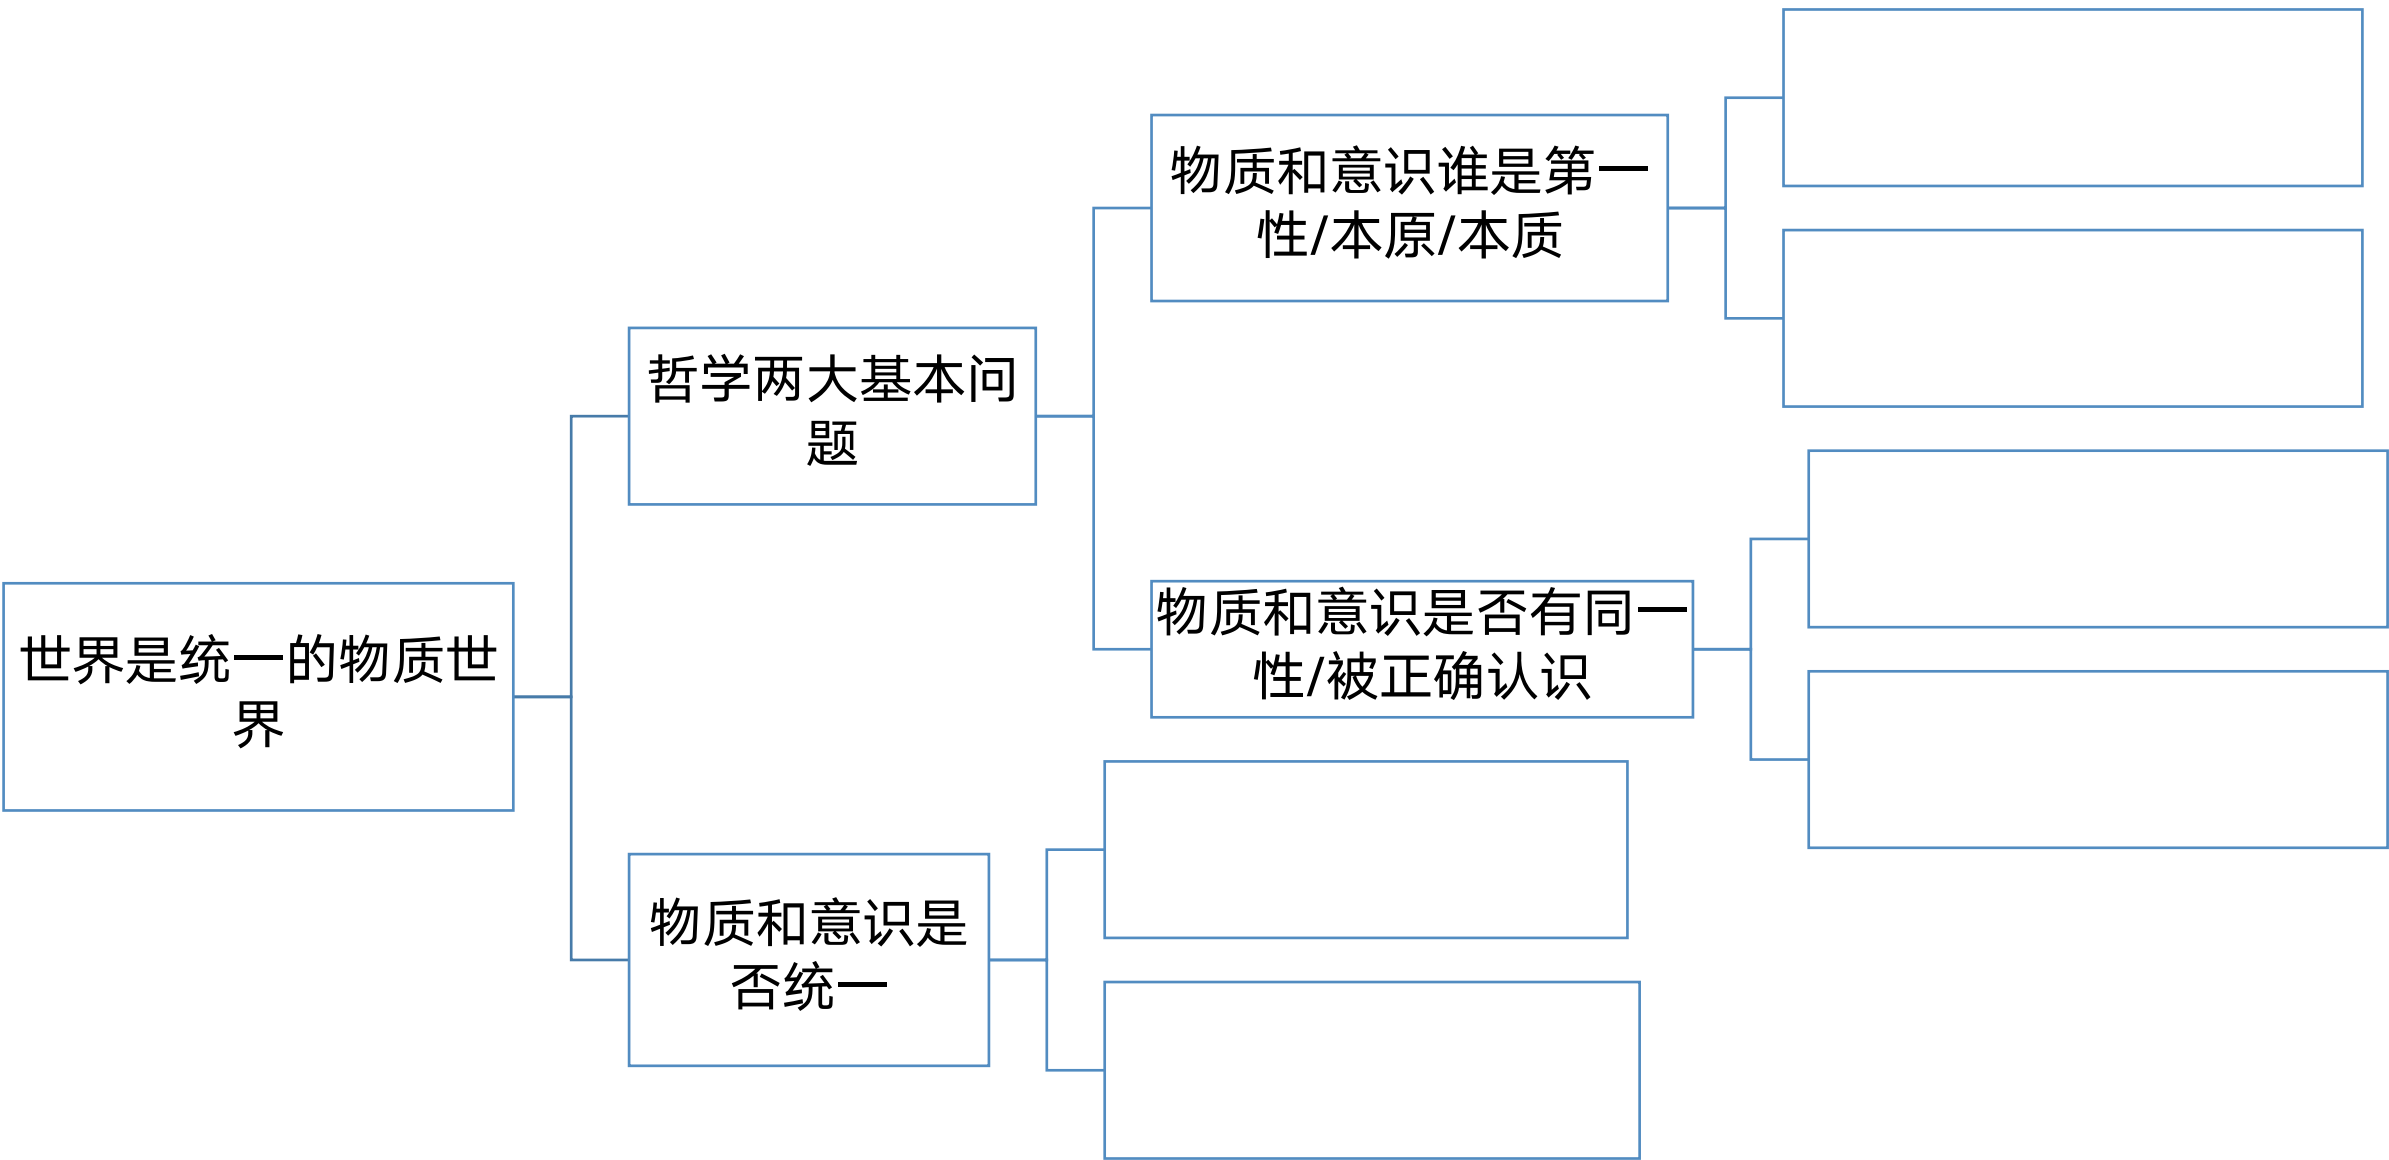 物质和意识谁是第一
性/本原/本质
哲学两大基本问
题
物质和意识是否有同一
性/被正确认识
世界是统一的物质世
界
物质和意识是
否统一